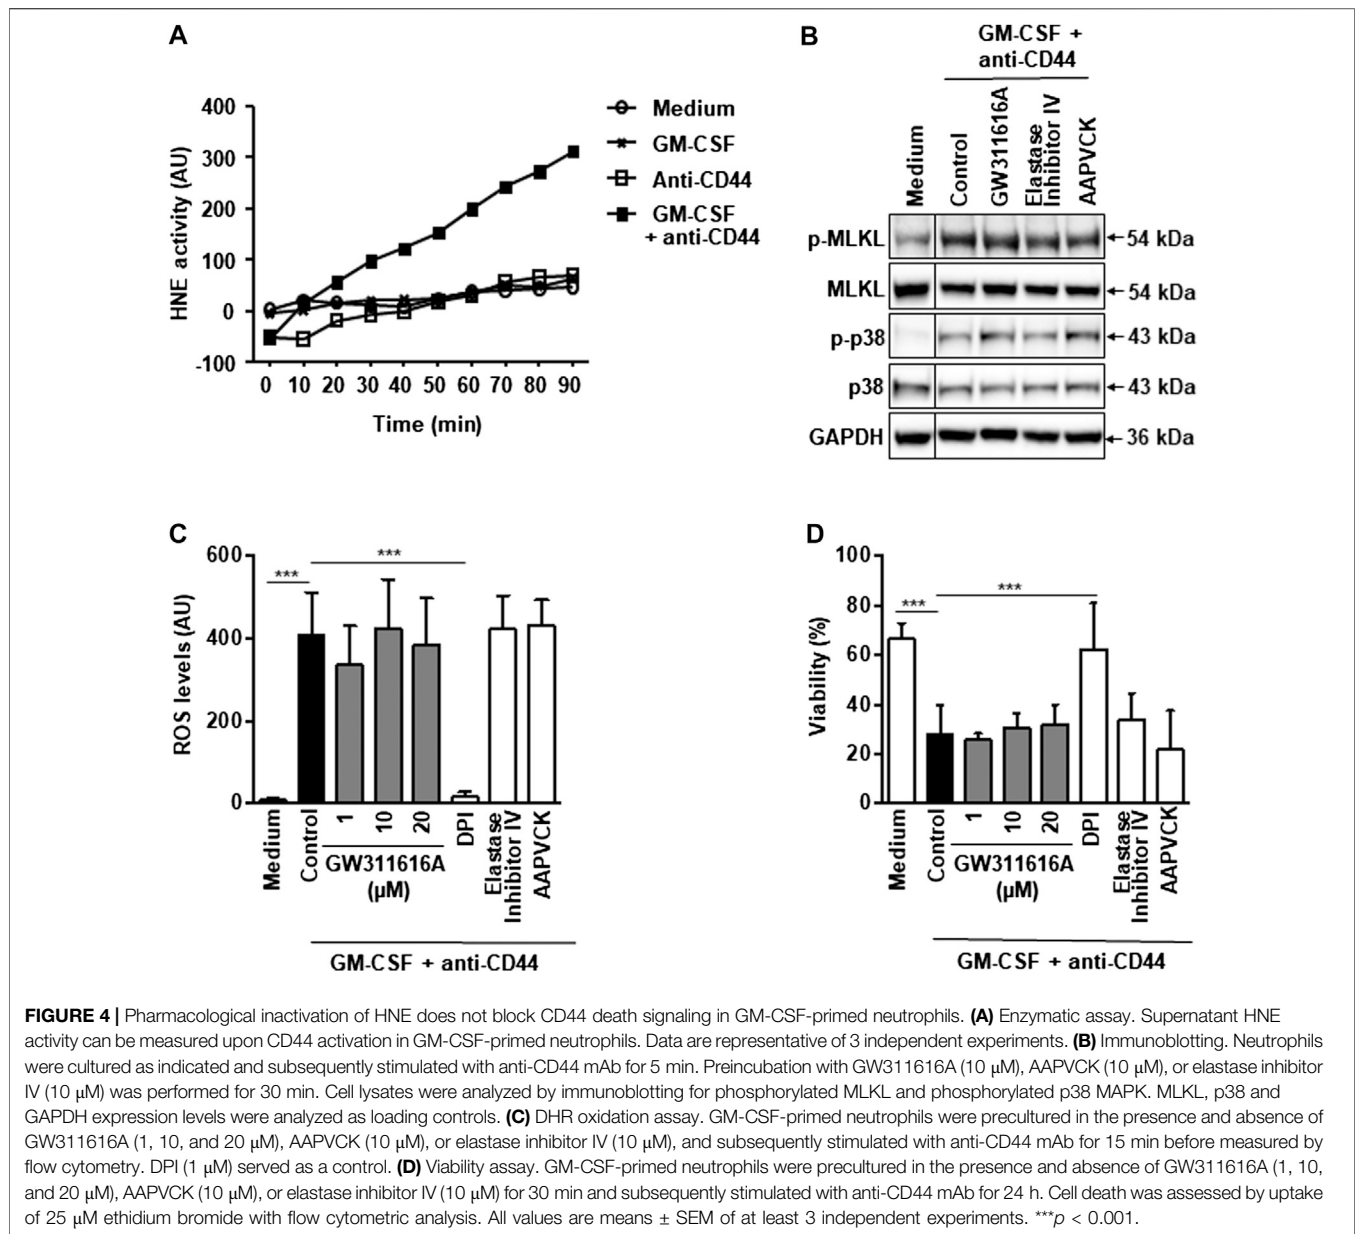 A
400
300
200
100
0
-100
HNE activity (AU)
0 10 20 30 40 50 60 70 80 90
Time (min)
Medium
GM-CSF
Anti-CD44
GM-CSF
+ anti-CD44
B
GM-CSF +
anti-CD44
Medium
Control
GW311616A
Elastase
Inhibitor IV
AAPVCK
p-MLKL
54 kDa
MLKL
54 kDa
p-p38
43 kDa
p38
43 kDa
GAPDH
36 kDa
C
600
400
200
0
ROS levels (AU)
***
***
Medium
Control
1
10
20
GW311616A
(µM)
DPI
Elastase
Inhibitor IV
AAPVCK
GM-CSF + anti-CD44
D
100
80
60
40
20
0
Viability (%)
***
***
Medium
Control
1
10
20
GW311616A
(µM)
DPI
Elastase
Inhibitor IV
AAPVCK
GM-CSF + anti-CD44
FIGURE 4 | Pharmacological inactivation of HNE does not block CD44 death signaling in GM-CSF-primed neutrophils. (A) Enzymatic assay. Supernatant HNE
activity can be measured upon CD44 activation in GM-CSF-primed neutrophils. Data are representative of 3 independent experiments. (B) Immunoblotting. Neutrophils
were cultured as indicated and subsequently stimulated with anti-CD44 mAb for 5 min. Preincubation with GW311616A (10 µM), AAPVCK (10 µM), or elastase inhibitor
IV (10 µM) was performed for 30 min. Cell lysates were analyzed by immunoblotting for phosphorylated MLKL and phosphorylated p38 MAPK. MLKL, p38 and
GAPDH expression levels were analyzed as loading controls. (C) DHR oxidation assay. GM-CSF-primed neutrophils were precultured in the presence and absence of
GW311616A (1, 10, and 20 µM), AAPVCK (10 µM), or elastase inhibitor IV (10 µM), and subsequently stimulated with anti-CD44 mAb for 15 min before measured by
flow cytometry. DPI (1 µM) served as a control. (D) Viability assay. GM-CSF-primed neutrophils were precultured in the presence and absence of GW311616A (1, 10,
and 20 µM), AAPVCK (10 µM), or elastase inhibitor IV (10 µM) for 30 min and subsequently stimulated with anti-CD44 mAb for 24 h. Cell death was assessed by uptake
of 25 µM ethidium bromide with flow cytometric analysis. All values are means ± SEM of at least 3 independent experiments. ***p < 0.001.